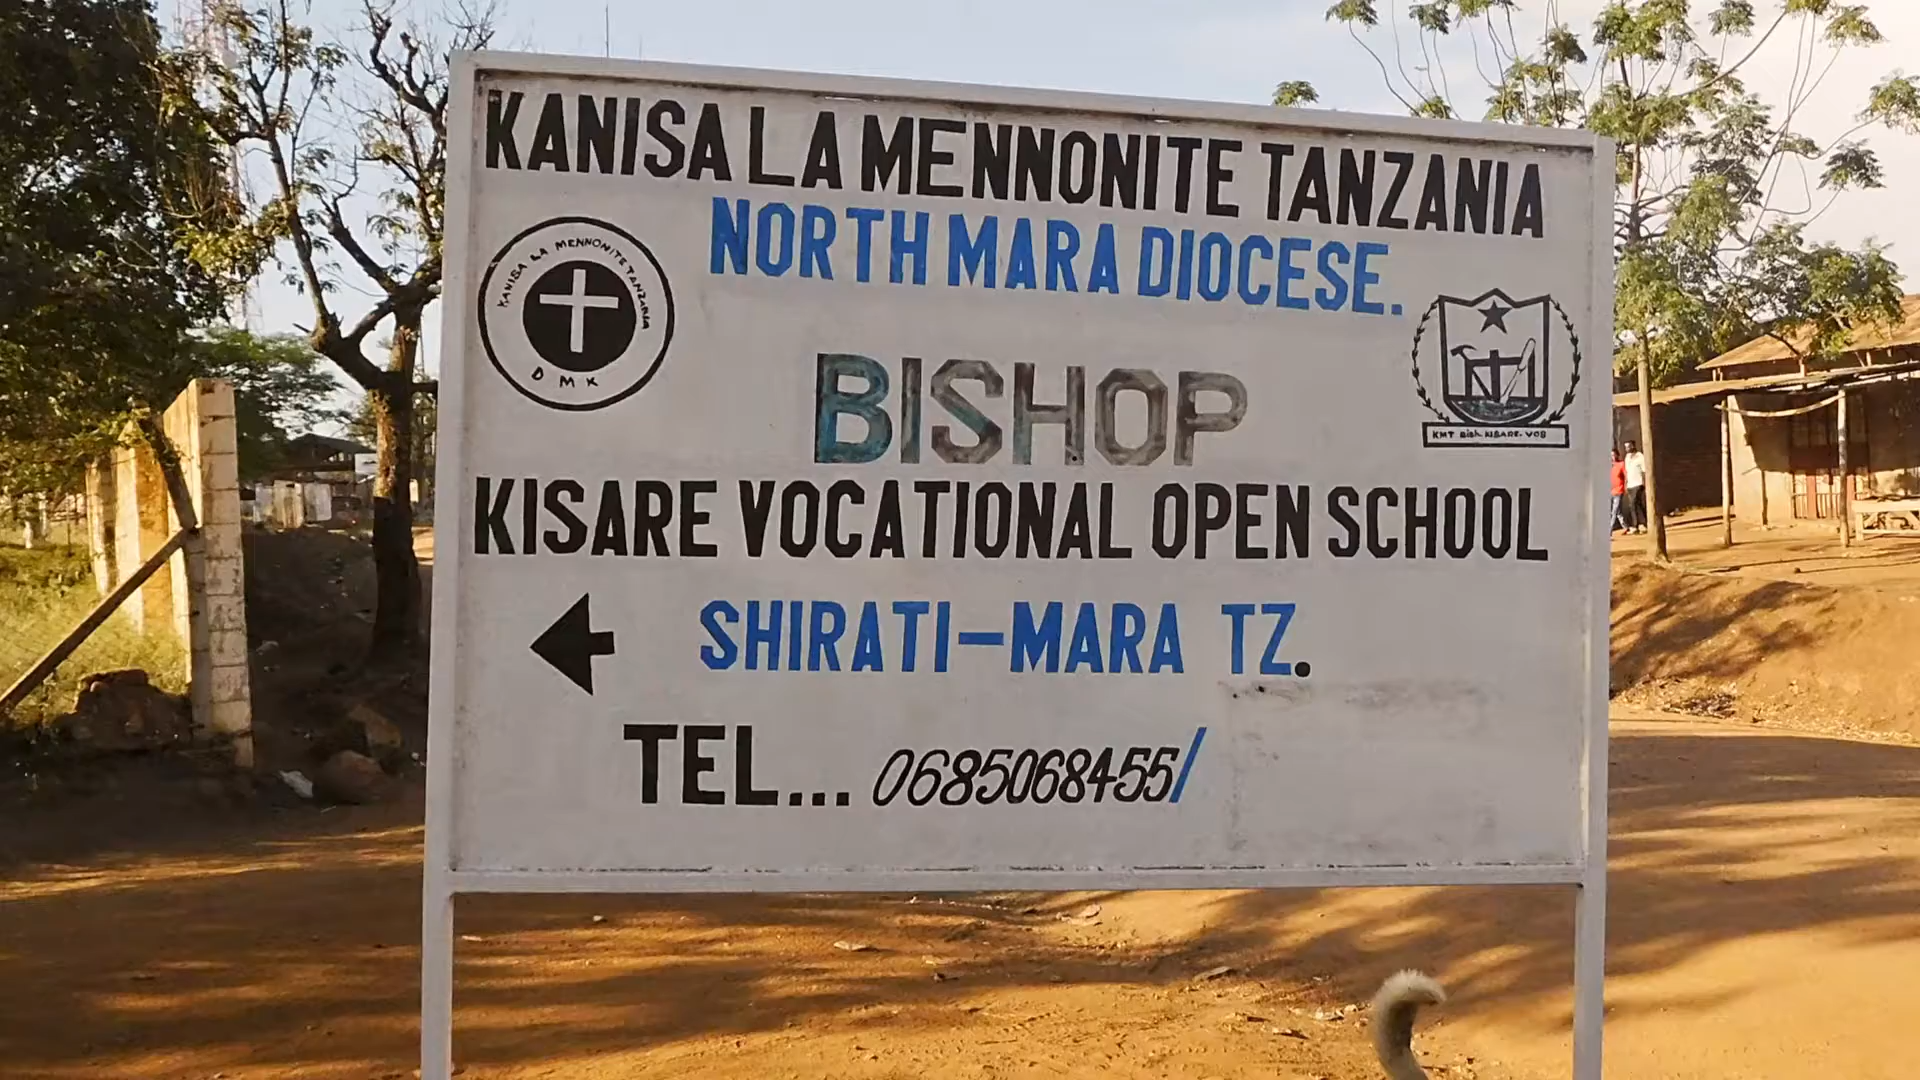 KANISA LA MENNONITE TANZANIA
NORTH MARA DIOCESE.
KANISA LA MENNONITE TANZANIA
D M K
BISHOP
KMT Bish. KISARE. VOS
KISARE VOCATIONAL OPEN SCHOOL
SHIRATI-MARA TZ.
TEL... 0685068455/